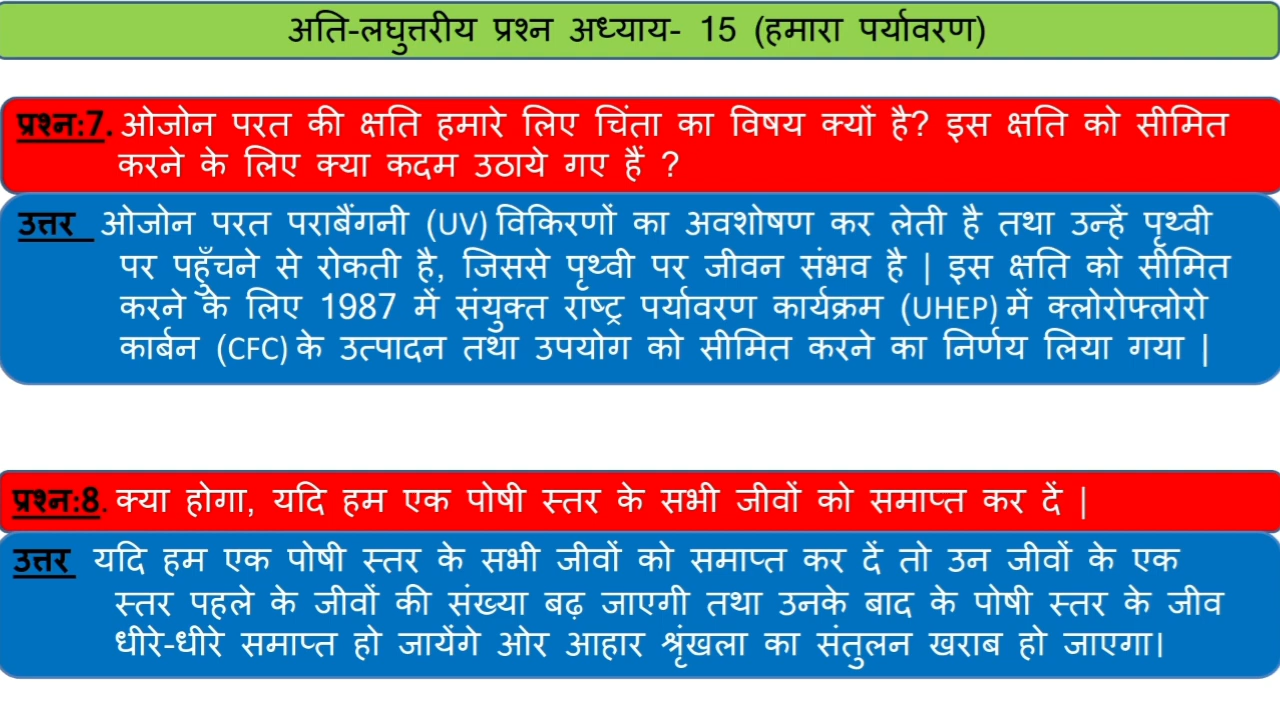 अति-लघुत्तरीय प्रश्न अध्याय- 15 (हमारा पर्यावरण)
प्रश्न:7. ओजोन परत की क्षति हमारे लिए चिंता का विषय क्यों है? इस क्षति को सीमित
करने के लिए क्या कदम उठाये गए हैं ?
उत्तर ओजोन परत पराबैंगनी (UV) विकिरणों का अवशोषण कर लेती है तथा उन्हें पृथ्वी
पर पहुँचने से रोकती है, जिससे पृथ्वी पर जीवन संभव है | इस क्षति को सीमित
करने के लिए 1987 में संयुक्त राष्ट्र पर्यावरण कार्यक्रम (UHEP) में क्लोरोफ्लोरो
कार्बन (CFC) के उत्पादन तथा उपयोग को सीमित करने का निर्णय लिया गया |
प्रश्न:8. क्या होगा, यदि हम एक पोषी स्तर के सभी जीवों को समाप्त कर दें |
उत्तर यदि हम एक पोषी स्तर के सभी जीवों को समाप्त कर दें तो उन जीवों के एक
स्तर पहले के जीवों की संख्या बढ़ जाएगी तथा उनके बाद के पोषी स्तर के जीव
धीरे-धीरे समाप्त हो जायेंगे ओर आहार श्रृंखला का संतुलन खराब हो जाएगा।